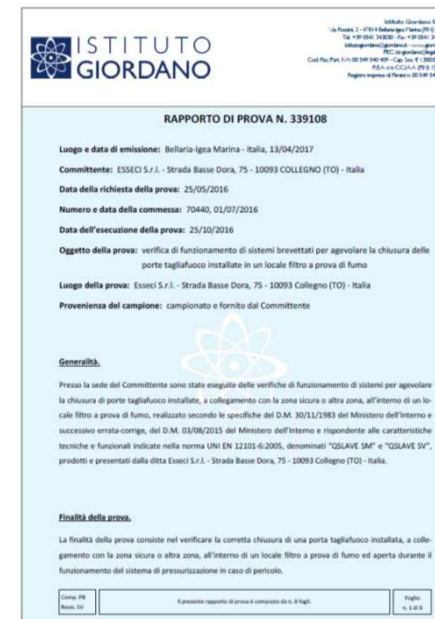 Istituto Giordano S
ISTITUTO
GIORDANO
RAPPORTO DI PROVA N. 339108
Luogo e data di emissione: Bellaria-Igea Marina - Italia, 13/04/2017
Committente: ESSECI S.r.l. - Strada Basse Dora, 75 - 10093 COLLEGNO (TO) - Italia
Data della richiesta della prova: 25/05/2016
Numero e data della commessa: 70440, 01/07/2016
Data dell'esecuzione della prova: 25/10/2016
Oggetto della prova: verifica di funzionamento di sistemi brevettati per agevolare la chiusura delle
porte tagliafuoco installate in un locale filtro a prova di fumo
Luogo della prova: Esseci S.r.l. - Strada Basse Dora, 75 - 10093 Collegno (TO) - Italia
Provenienza del campione: campionato e fornito dal Committente
Generalità.
Presso la sede del Committente sono state eseguite delle verifiche di funzionamento di sistemi per agevolare
la chiusura di porte tagliafuoco installate, a collegamento con la zona sicura o altra zona, all'interno di un lo-
cale filtro a prova di fumo, realizzato secondo le specifiche del D.M. 30/11/1983 del Ministero dell'Interno e
successivo errata-corrige, del D.M. 03/08/2015 del Ministero dell'Interno e rispondente alle caratteristiche
tecniche e funzionali indicate nella norma UNI EN 12101-6:2005, denominati "QSLAVE SM" e "QSLAVE SV",
prodotti e presentati dalla ditta Esseci S.r.l. - Strada Basse Dora, 75 - 10093 Collegno (TO) - Italia.
Finalità della prova.
La finalità della prova consiste nel verificare la corretta chiusura di una porta tagliafuoco installata, a colle-
gamento con la zona sicura o altra zona, all'interno di un locale filtro a prova di fumo ed aperta durante il
funzionamento del sistema di pressurizzazione in caso di pericolo.
Comp. PB
Revis. SV
Il presente rapporto di prova è composto da n. 8 fogli.
Foglio
n. 1 di 8